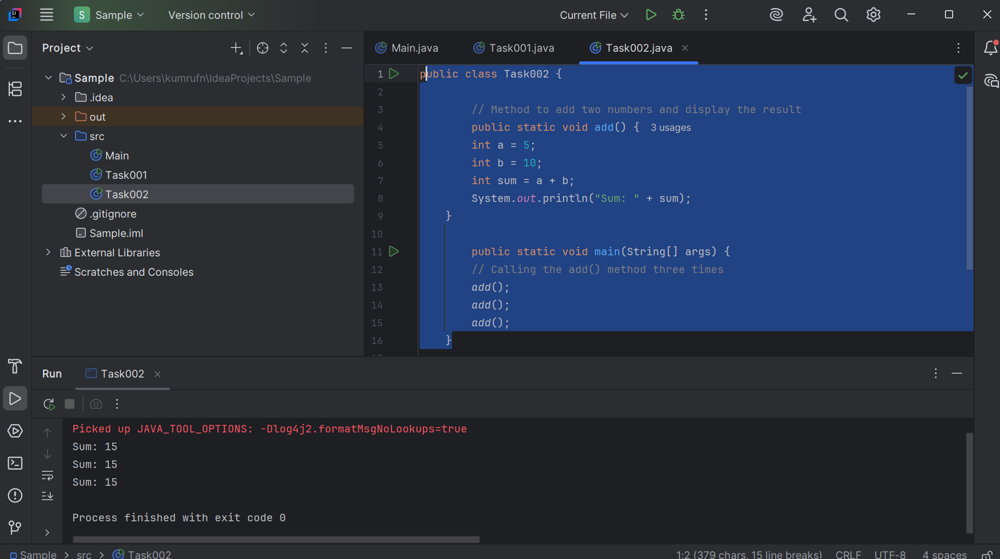 S Sample Version control Current File
Project
Main.java Task001.java Task002.java
Sample C:\Users\kumrufn\IdeaProjects\Sample
.idea
out
src
Main
Task001
Task002
.gitignore
Sample.iml
External Libraries
Scratches and Consoles
1 public class Task002 {
2
3 // Method to add two numbers and display the result
4 public static void add() { 3 usages
5 int a = 5;
6 int b = 10;
7 int sum = a + b;
8 System.out.println("Sum: " + sum);
9 }
10
11 public static void main(String[] args) {
12 // Calling the add() method three times
13 add();
14 add();
15 add();
16 }
Run Task002
Picked up JAVA_TOOL_OPTIONS: -Dlog4j2.formatMsgNoLookups=true
Sum: 15
Sum: 15
Sum: 15
Process finished with exit code 0
Sample > src > Task002 1:2 (379 chars, 15 line breaks) CRLF UTF-8 4 spaces